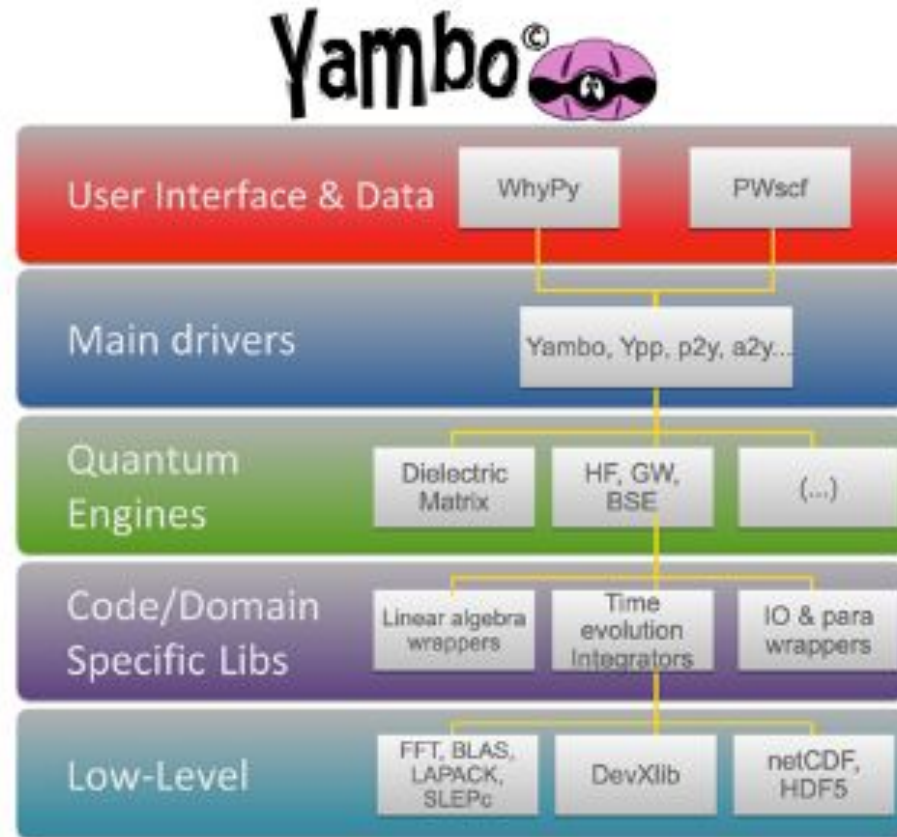 Yambo©
User Interface & Data
WhyPy
PWscf
Main drivers
Yambo, Ypp, p2y, a2y...
Quantum
Engines
Dielectric
Matrix
HF, GW,
BSE
(...)
Code/Domain
Specific Libs
Linear algebra
wrappers
Time
evolution
Integrators
IO & para
wrappers
Low-Level
FFT, BLAS,
LAPACK,
SLEPc
DevXlib
netCDF,
HDF5